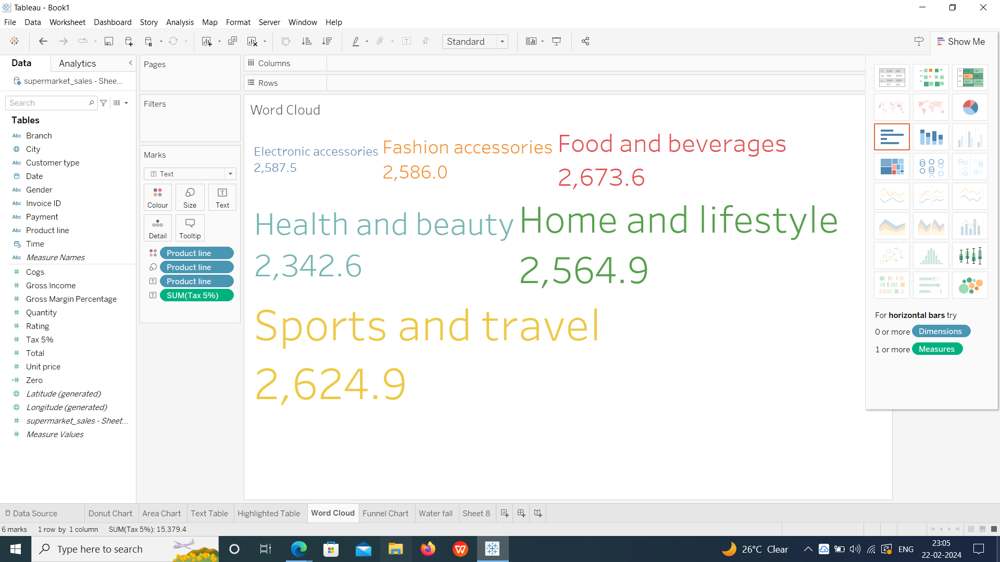 Tableau - Book1
File Data Worksheet Dashboard Story Analysis Map Format Server Window Help
Standard
Show Me
Data Analytics
supermarket_sales - Shee...
Search
Tables
Abc Branch
City
Abc Customer type
Date
Abc Gender
Abc Invoice ID
Abc Payment
Abc Product line
Time
Abc Measure Names
# Cogs
# Gross Income
# Gross Margin Percentage
# Quantity
# Rating
# Tax 5%
# Total
# Unit price
=# Zero
Latitude (generated)
Longitude (generated)
# supermarket_sales - Sheet...
# Measure Values
Pages
Filters
Marks
T Text
Colour Size T Text
Detail Tooltip
Product line
Product line
T Product line
T SUM(Tax 5%)
Columns
Rows
Word Cloud
Electronic accessories
2,587.5
Fashion accessories
2,586.0
Food and beverages
2,673.6
Health and beauty
2,342.6
Home and lifestyle
2,564.9
Sports and travel
2,624.9
For horizontal bars try
0 or more Dimensions
1 or more Measures
Data Source Donut Chart Area Chart Text Table Highlighted Table Word Cloud Funnel Chart Water fall Sheet 8
6 marks 1 row by 1 column SUM(Tax 5%): 15,379.4
Type here to search
W
26°C Clear
ENG
23:05
22-02-2024